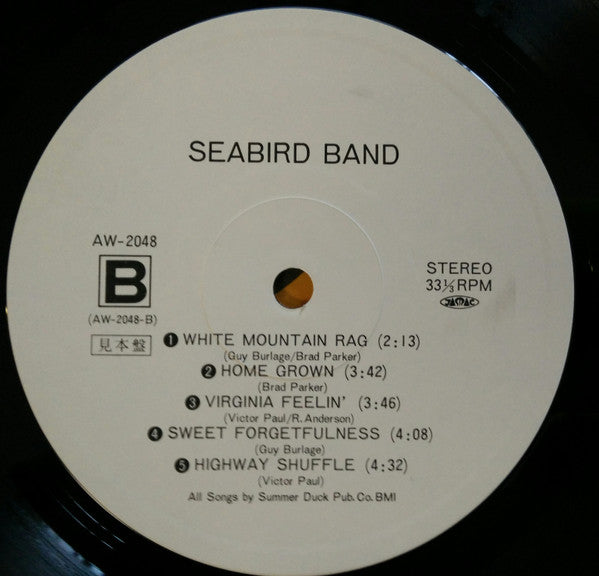 SEABIRD BAND
AW-2048
B
(AW-2048-B)
見本盤
STEREO
33⅓RPM
JASRAC
❶ WHITE MOUNTAIN RAG (2:13)
(Guy Burlage/Brad Parker)
❷ HOME GROWN (3:42)
(Brad Parker)
❸ VIRGINIA FEELIN' (3:46)
(Victor Paul/R.Anderson)
❹ SWEET FORGETFULNESS (4:08)
(Guy Burlage)
❺ HIGHWAY SHUFFLE (4:32)
(Victor Paul)
All Songs by Summer Duck Pub.Co.BMI